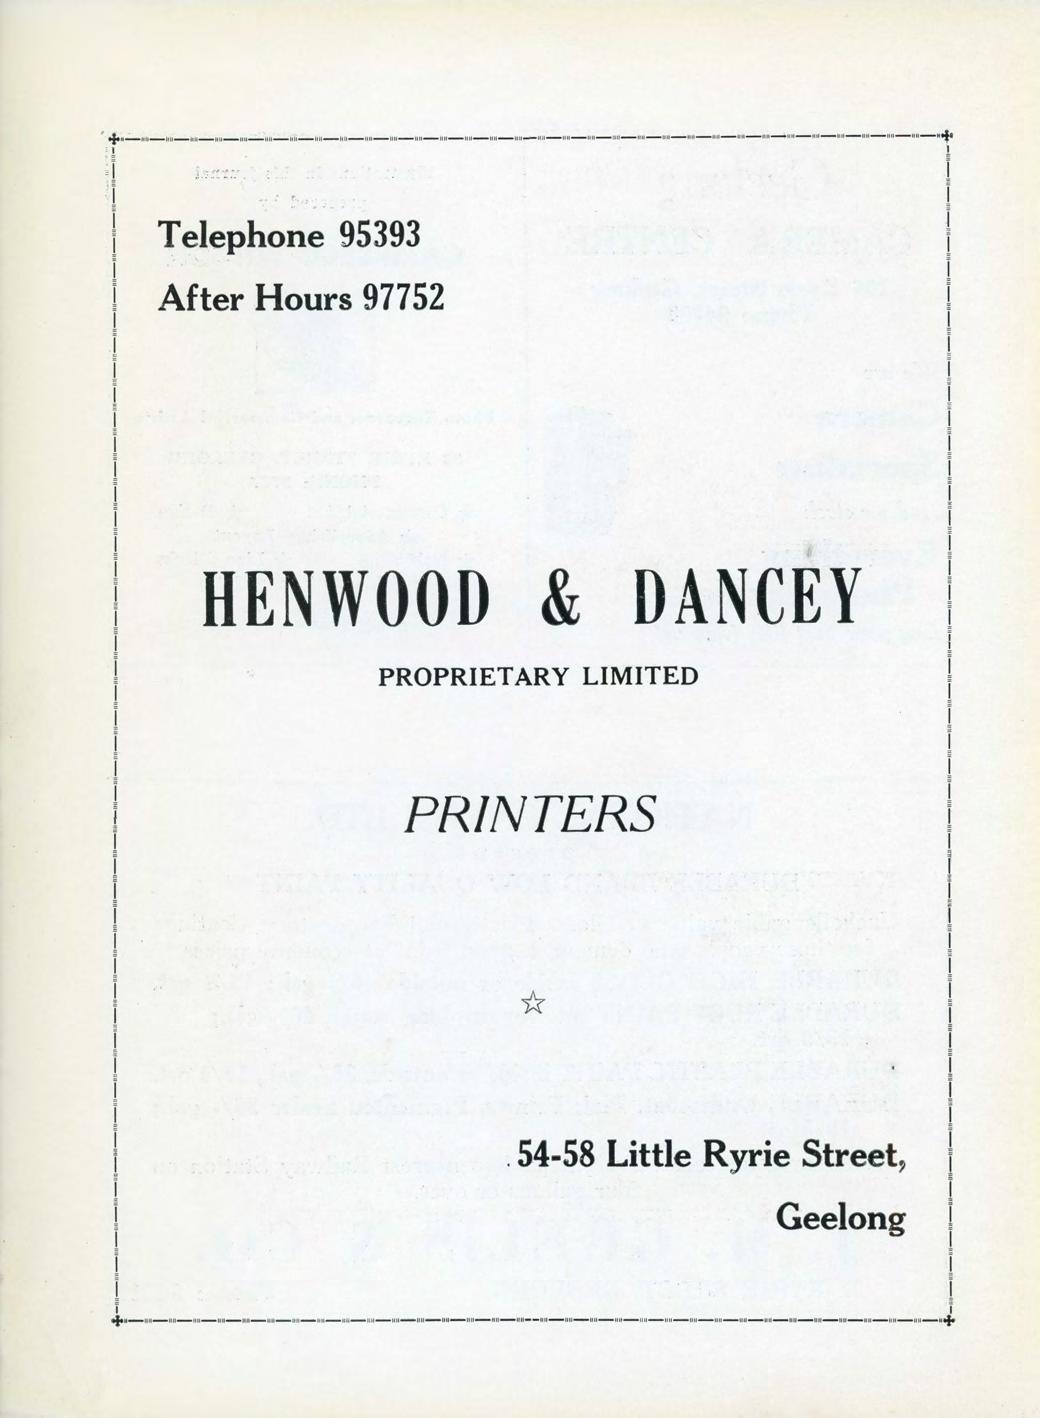 Telephone 95393
After Hours 97752
HENWOOD & DANCEY
PROPRIETARY LIMITED
PRINTERS
54-58 Little Ryrie Street,
Geelong